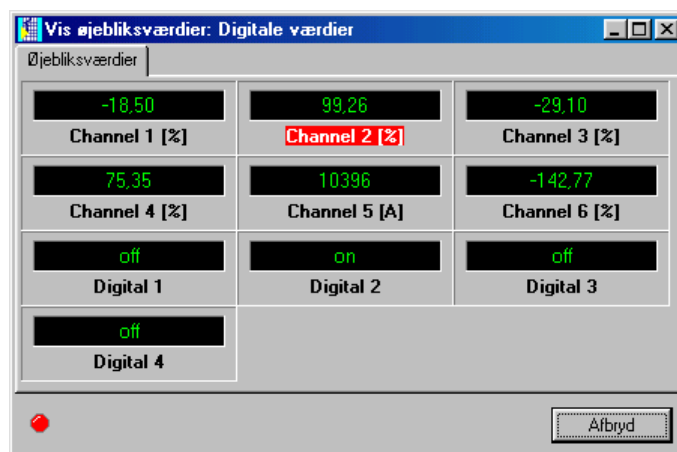 Vis øjebliksværdier: Digitale værdier
Øjebliksværdier
-18,50 99,26 -29,10
Channel 1 [%] Channel 2 [%] Channel 3 [%]
75,35 10396 -142,77
Channel 4 [%] Channel 5 [A] Channel 6 [%]
off on off
Digital 1 Digital 2 Digital 3
off
Digital 4
Afbryd